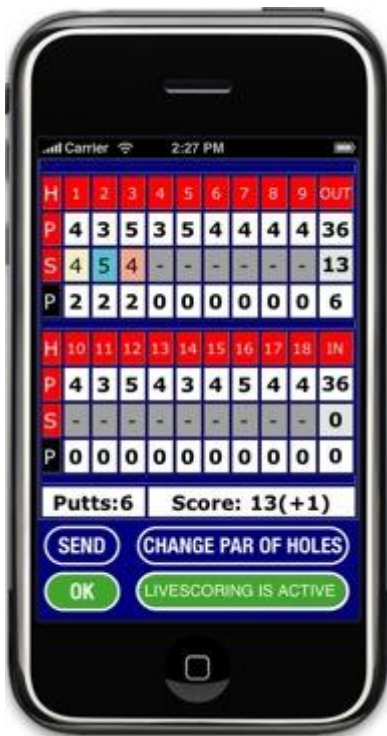 Carrier 2:27 PM
H 1 2 3 4 5 6 7 8 9 OUT
P 4 3 5 3 5 4 4 4 4 36
S 4 5 4 - - - - - - 13
P 2 2 2 0 0 0 0 0 0 6
H 10 11 12 13 14 15 16 17 18 IN
P 4 3 5 4 3 4 5 4 4 36
S - - - - - - - - - 0
P 0 0 0 0 0 0 0 0 0 0
Putts:6 Score: 13(+1)
SEND CHANGE PAR OF HOLES
OK LIVESCORING IS ACTIVE